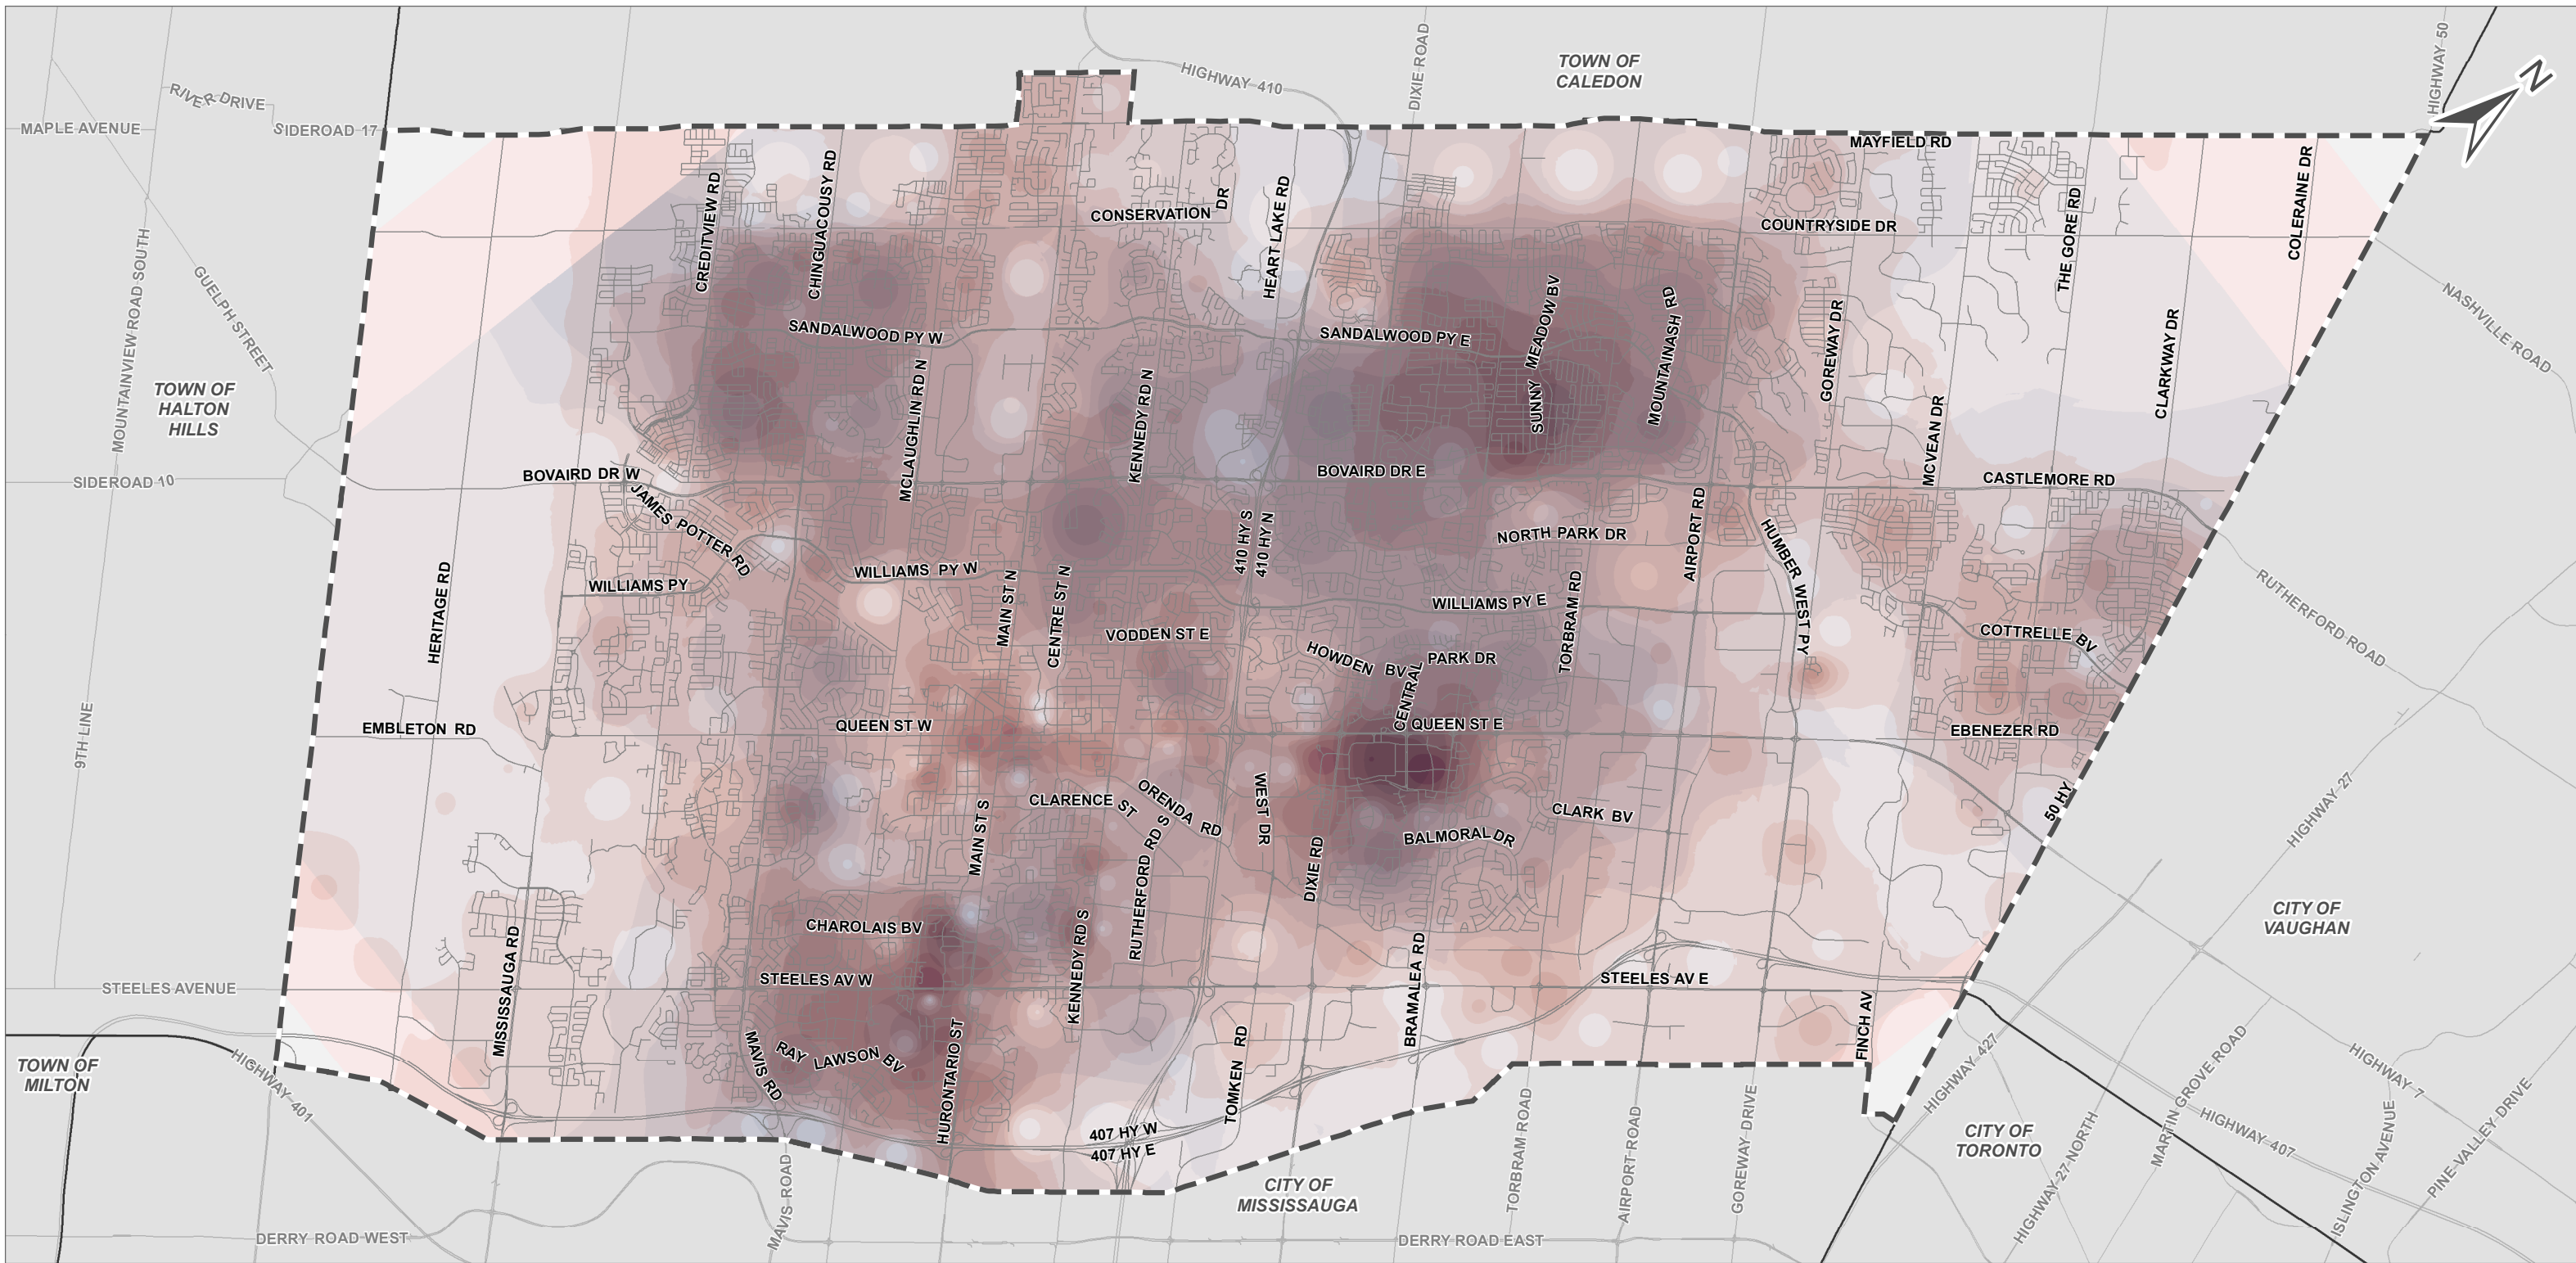 HIGHWAY 50
DIXIE ROAD
TOWN OF
CALEDON
N
HIGHWAY 410
RIVER DRIVE
MAPLE AVENUE
SIDEROAD 17
MAYFIELD RD
CONSERVATION DR
COUNTRYSIDE DR
CREDITVIEW RD
CHINGUACOUSY RD
HEART LAKE RD
THE GORE RD
COLERAINE DR
MOUNTAINVIEW ROAD SOUTH
GUELPH STREET
NASHVILLE ROAD
SANDALWOOD PY W
SANDALWOOD PY E
SUNNY MEADOW BV
MOUNTAINASH RD
GOREWAY DR
CLARKWAY DR
TOWN OF
HALTON
HILLS
MCLAUGHLIN RD N
KENNEDY RD N
MCVEAN DR
SIDEROAD 10
BOVAIRD DR W
BOVAIRD DR E
CASTLEMORE RD
JAMES POTTER RD
410 HY S
410 HY N
NORTH PARK DR
AIRPORT RD
HUMBER WEST PY
HERITAGE RD
WILLIAMS PY
WILLIAMS PY W
MAIN ST N
CENTRE ST N
WILLIAMS PY E
TORBRAM RD
RUTHERFORD ROAD
VODDEN ST E
HOWDEN BV
CENTRAL PARK DR
COTTRELLE BV
9TH LINE
EMBLETON RD
QUEEN ST W
QUEEN ST E
EBENEZER RD
CLARENCE ST
ORENDA RD
WEST DR
CLARK BV
BALMORAL DR
50 HY
HIGHWAY 27
MAIN ST S
RUTHERFORD RD S
DIXIE RD
CITY OF
VAUGHAN
CHAROLAIS BV
KENNEDY RD S
STEELES AVENUE
MISSISSAUGA RD
STEELES AV W
BRAMALEA RD
STEELES AV E
FINCH AV
TOWN OF
MILTON
HIGHWAY 401
MAVIS RD
RAY LAWSON BV
HURONTARIO ST
TOMKEN RD
407 HY W
407 HY E
HIGHWAY 427
MARTIN GROVE ROAD
HIGHWAY 7
HIGHWAY 407
CITY OF
TORONTO
HIGHWAY 27 NORTH
ISLINGTON AVENUE
PINE VALLEY DRIVE
CITY OF
MISSISSAUGA
MAVIS ROAD
TORBRAM ROAD
AIRPORT ROAD
GOREWAY DRIVE
DERRY ROAD WEST
DERRY ROAD EAST